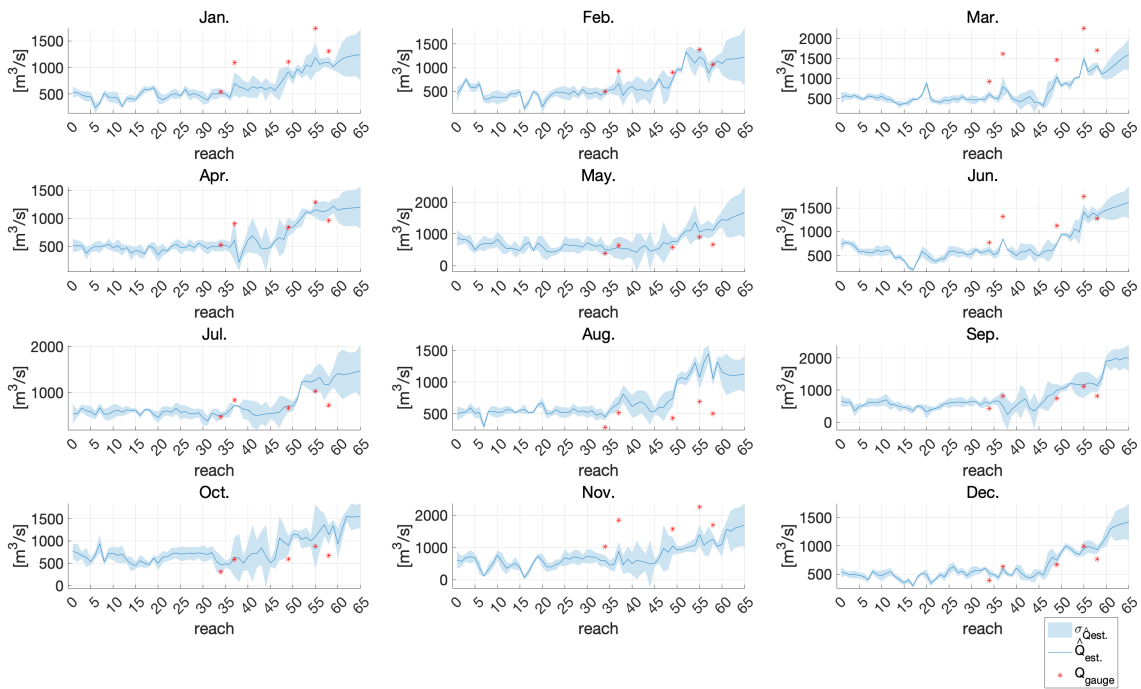 Jan.
[m³/s]
1500
1000
500
0 5 10 15 20 25 30 35 40 45 50 55 60 65
reach
Feb.
[m³/s]
1500
1000
500
0 5 10 15 20 25 30 35 40 45 50 55 60 65
reach
Mar.
[m³/s]
2000
1500
1000
500
0 5 10 15 20 25 30 35 40 45 50 55 60 65
reach
Apr.
[m³/s]
1500
1000
500
0 5 10 15 20 25 30 35 40 45 50 55 60 65
reach
May.
[m³/s]
2000
1000
0
0 5 10 15 20 25 30 35 40 45 50 55 60 65
reach
Jun.
[m³/s]
1500
1000
500
0 5 10 15 20 25 30 35 40 45 50 55 60 65
reach
Jul.
[m³/s]
2000
1000
0 5 10 15 20 25 30 35 40 45 50 55 60 65
reach
Aug.
[m³/s]
1500
1000
500
0 5 10 15 20 25 30 35 40 45 50 55 60 65
reach
Sep.
[m³/s]
2000
1000
0
0 5 10 15 20 25 30 35 40 45 50 55 60 65
reach
Oct.
[m³/s]
1500
1000
500
0
0 5 10 15 20 25 30 35 40 45 50 55 60 65
reach
Nov.
[m³/s]
2000
1000
0
0 5 10 15 20 25 30 35 40 45 50 55 60 65
reach
Dec.
[m³/s]
1500
1000
500
0 5 10 15 20 25 30 35 40 45 50 55 60 65
reach
σ Q̂est.
Q̂ est.
Q gauge